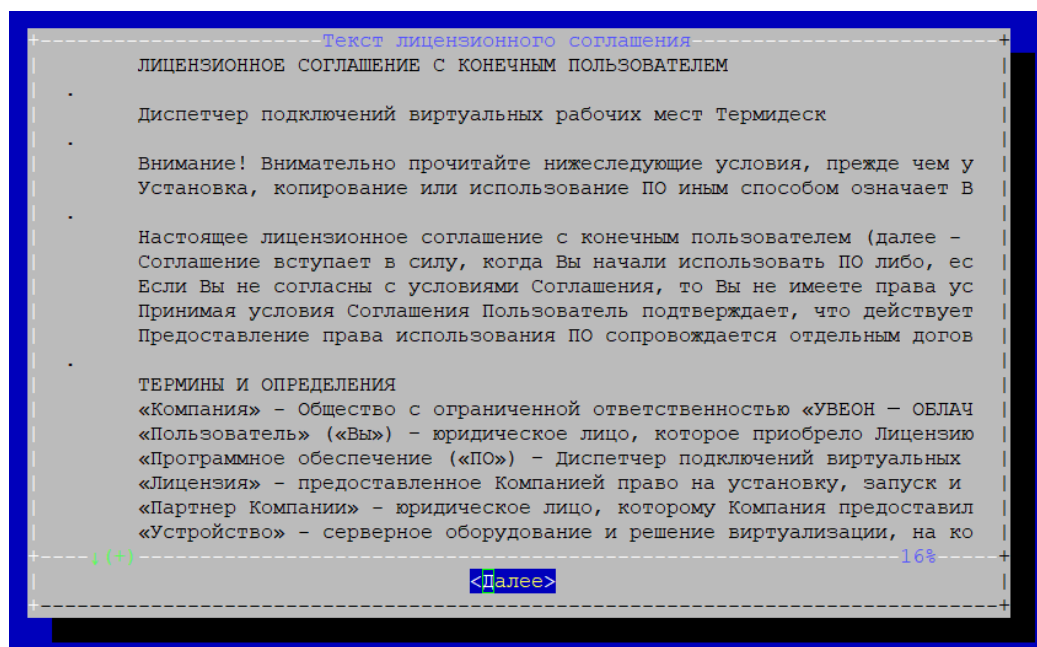 Текст лицензионного соглашения
ЛИЦЕНЗИОННОЕ СОГЛАШЕНИЕ С КОНЕЧНЫМ ПОЛЬЗОВАТЕЛЕМ
.
Диспетчер подключений виртуальных рабочих мест Термидеск
.
Внимание! Внимательно прочитайте нижеследующие условия, прежде чем у
Установка, копирование или использование ПО иным способом означает В
.
Настоящее лицензионное соглашение с конечным пользователем (далее –
Соглашение вступает в силу, когда Вы начали использовать ПО либо, ес
Если Вы не согласны с условиями Соглашения, то Вы не имеете права ус
Принимая условия Соглашения Пользователь подтверждает, что действует
Предоставление права использования ПО сопровождается отдельным догов
.
ТЕРМИНЫ И ОПРЕДЕЛЕНИЯ
«Компания» – Общество с ограниченной ответственностью «УВЕОН — ОБЛАЧ
«Пользователь» («Вы») – юридическое лицо, которое приобрело Лицензию
«Программное обеспечение («ПО») – Диспетчер подключений виртуальных
«Лицензия» – предоставленное Компанией право на установку, запуск и
«Партнер Компании» – юридическое лицо, которому Компания предоставил
«Устройство» – серверное оборудование и решение виртуализации, на ко
↓(+) 16%
<Далее>